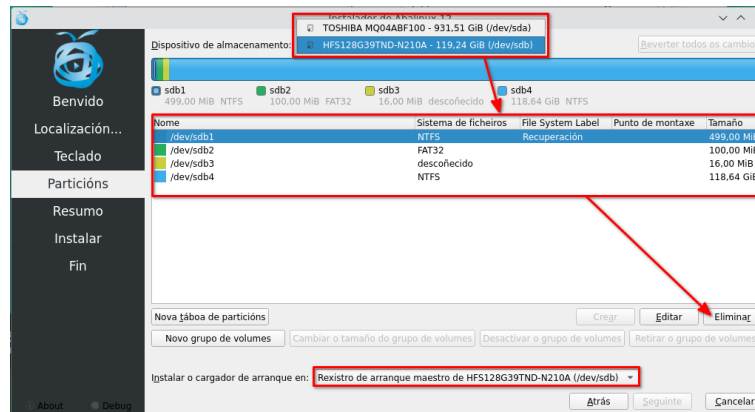 Instalador de Abalinux 12
TOSHIBA MQ04ABF100 - 931,51 GiB (/dev/sda)
Dispositivo de almacenamento: HFS128G39TND-N210A - 119,24 GiB (/dev/sdb) Reverter todos os cambio
sdb1 sdb2 sdb3 sdb4
499,00 MiB NTFS 100,00 MiB FAT32 16,00 MiB descoñecido 118,64 GiB NTFS
Benvido
Localización...
Teclado
Particións
Resumo
Instalar
Fin
Nome Sistema de ficheiros File System Label Punto de montaxe Tamaño
/dev/sdb1 NTFS Recuperación 499,00 MiB
/dev/sdb2 FAT32 100,00 MiB
/dev/sdb3 descoñecido 16,00 MiB
/dev/sdb4 NTFS 118,64 GiB
Nova táboa de particións Crear Editar Eliminar
Novo grupo de volumes Cambiar o tamaño do grupo de volumes Desactivar o grupo de volumes Retirar o grupo de volumes
Instalar o cargador de arranque en: Rexistro de arranque maestro de HFS128G39TND-N210A (/dev/sdb)
About Debug Atrás Seguinte Cancelar